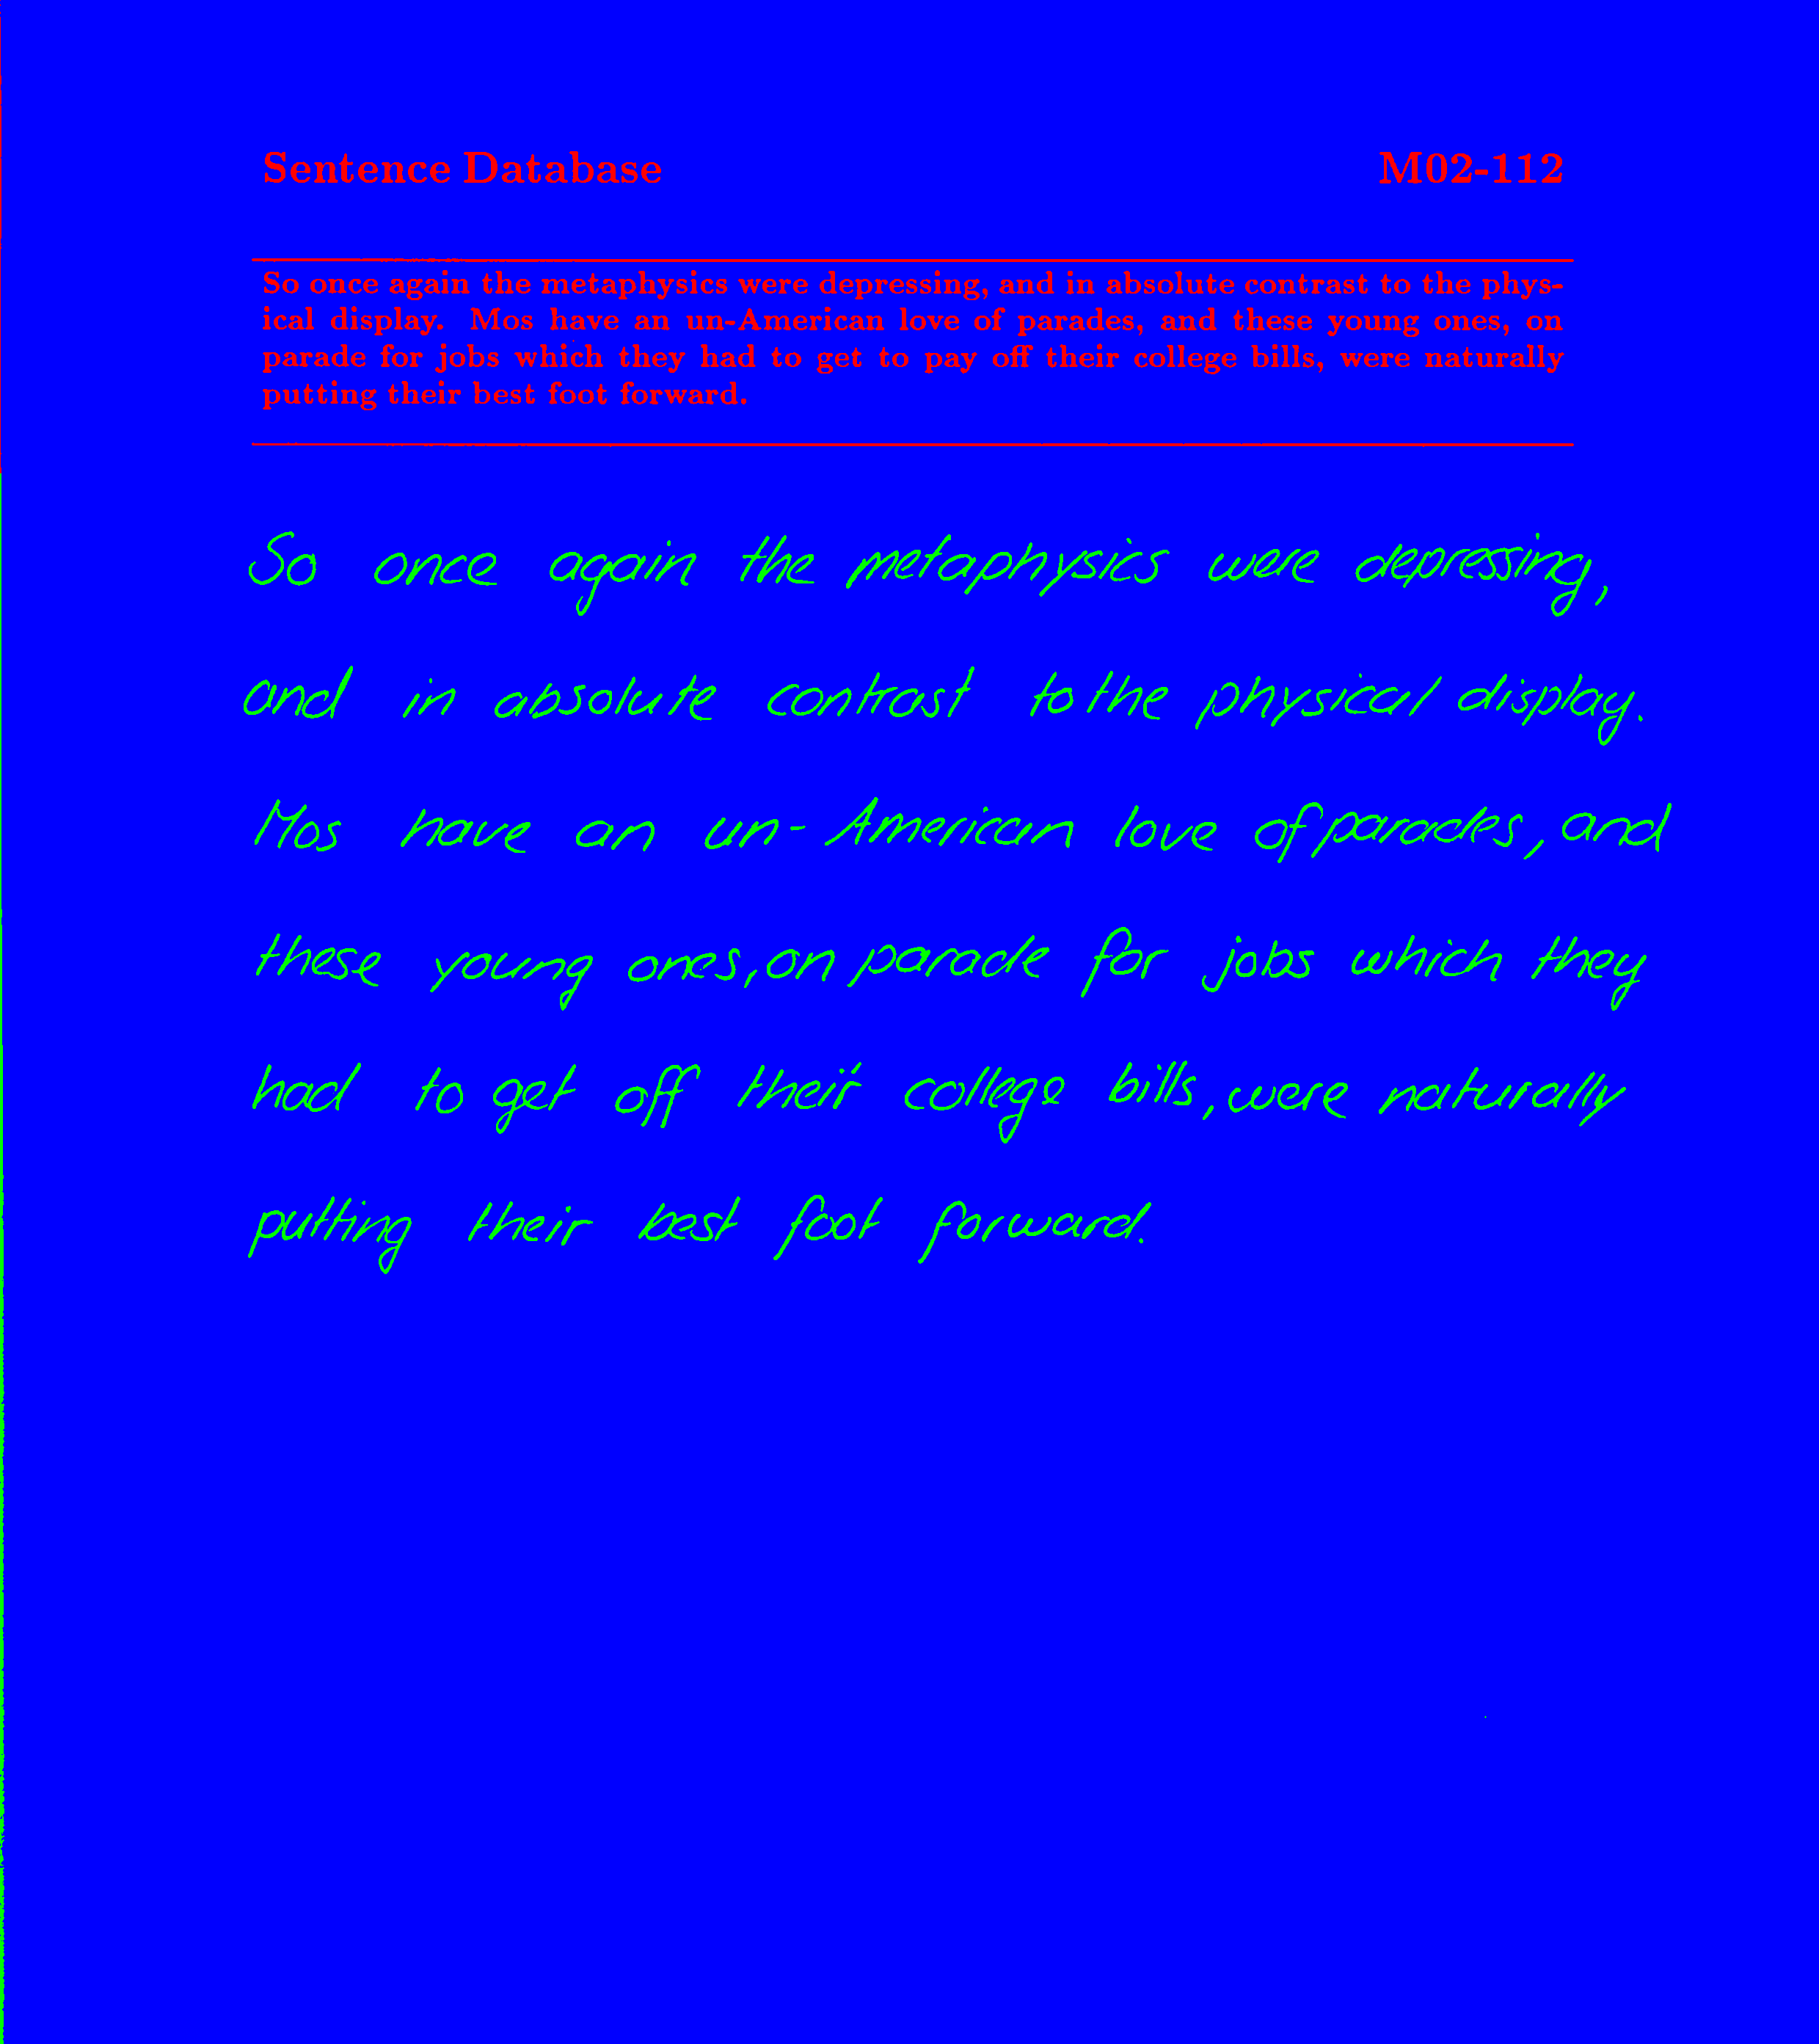 Sentence Database M02-112
So once again the metaphysics were depressing, and in absolute contrast to the phys-
ical display. Mos have an un-American love of parades, and these young ones, on
parade for jobs which they had to get to pay off their college bills, were naturally
putting their best foot forward.
So once again the metaphysics were depressing,
and in absolute contrast to the physical display.
Mos have an un-American love of parades, and
these young ones, on parade for jobs which they
had to get off their college bills, were naturally
putting their best foot forward.